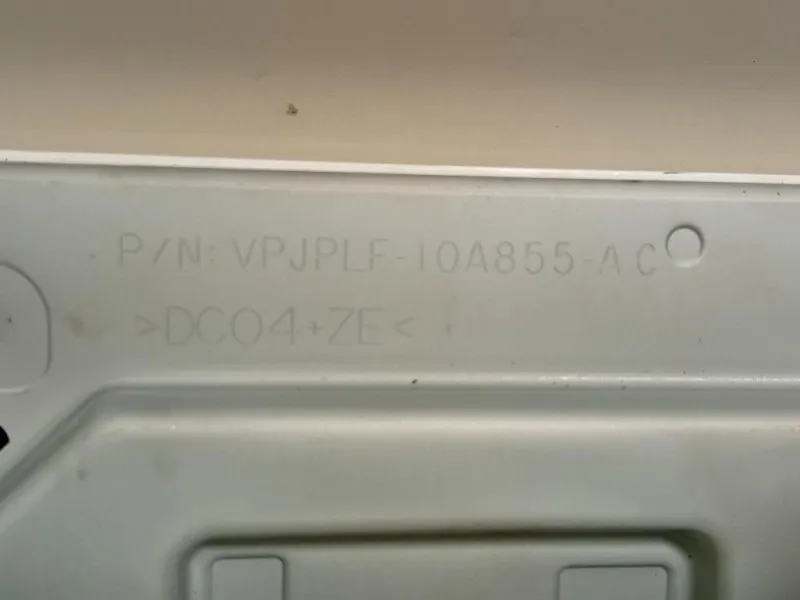 P/N: VPJPLF-10A855-AC
>DC04+ZE<